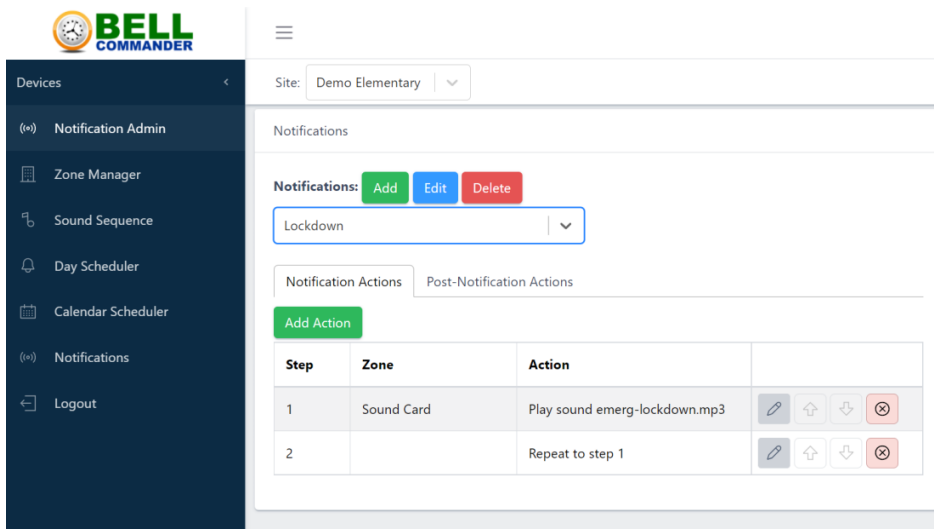 BELL
COMMANDER
Devices
Notification Admin
Zone Manager
Sound Sequence
Day Scheduler
Calendar Scheduler
Notifications
Logout
Site: Demo Elementary
Notifications
Notifications: Add Edit Delete
Lockdown
Notification Actions Post-Notification Actions
Add Action
Step Zone Action
1 Sound Card Play sound emerg-lockdown.mp3
2 Repeat to step 1